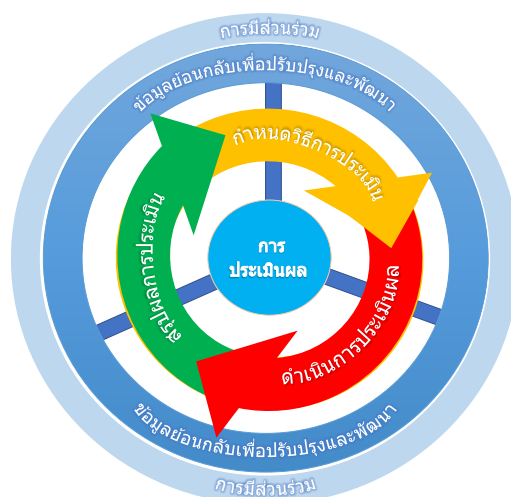 การมีส่วนร่วม
ข้อมูลย้อนกลับเพื่อปรับปรุงและพัฒนา
กำหนดวิธีการประเมิน
สรุปผลการประเมิน
การ
ประเมินผล
ดำเนินการประเมินผล
ข้อมูลย้อนกลับเพื่อปรับปรุงและพัฒนา
การมีส่วนร่วม